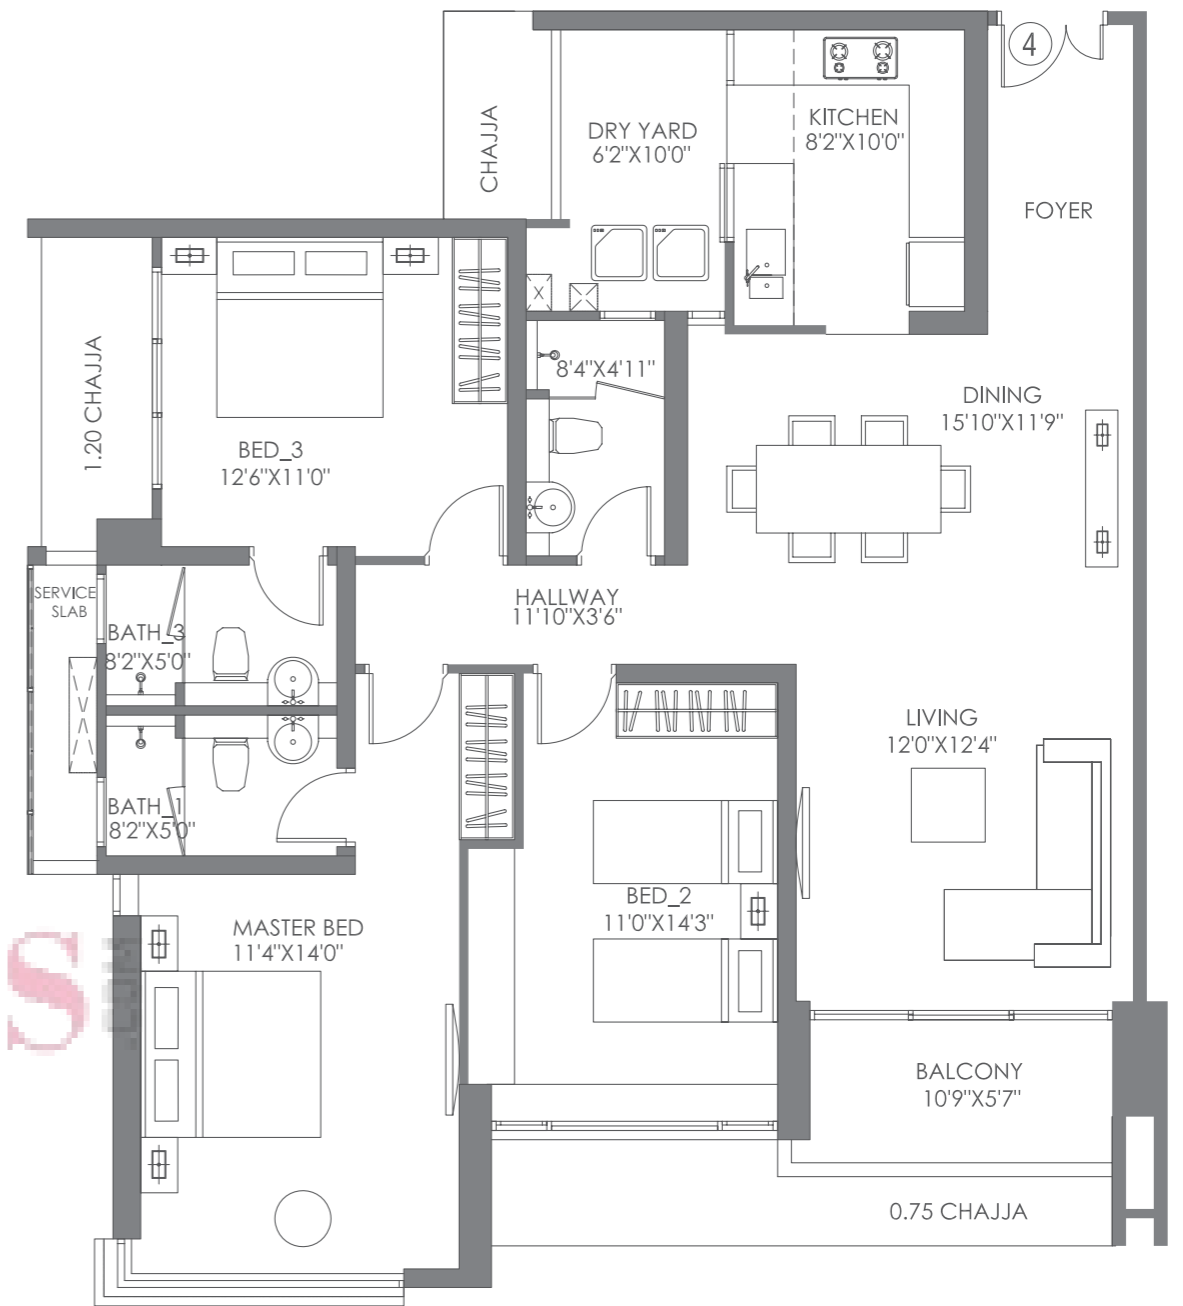 4
CHAJJA
DRY YARD
6'2"X10'0"
KITCHEN
8'2"X10'0"
FOYER
1.20 CHAJJA
X
8'4"X4'11"
DINING
15'10"X11'9"
BED_3
12'6"X11'0"
SERVICE
SLAB
HALLWAY
11'10"X3'6"
BATH_3
8'2"X5'0"
LIVING
12'0"X12'4"
BATH_1
8'2"X5'0"
BED_2
11'0"X14'3"
MASTER BED
11'4"X14'0"
S
BALCONY
10'9"X5'7"
0.75 CHAJJA